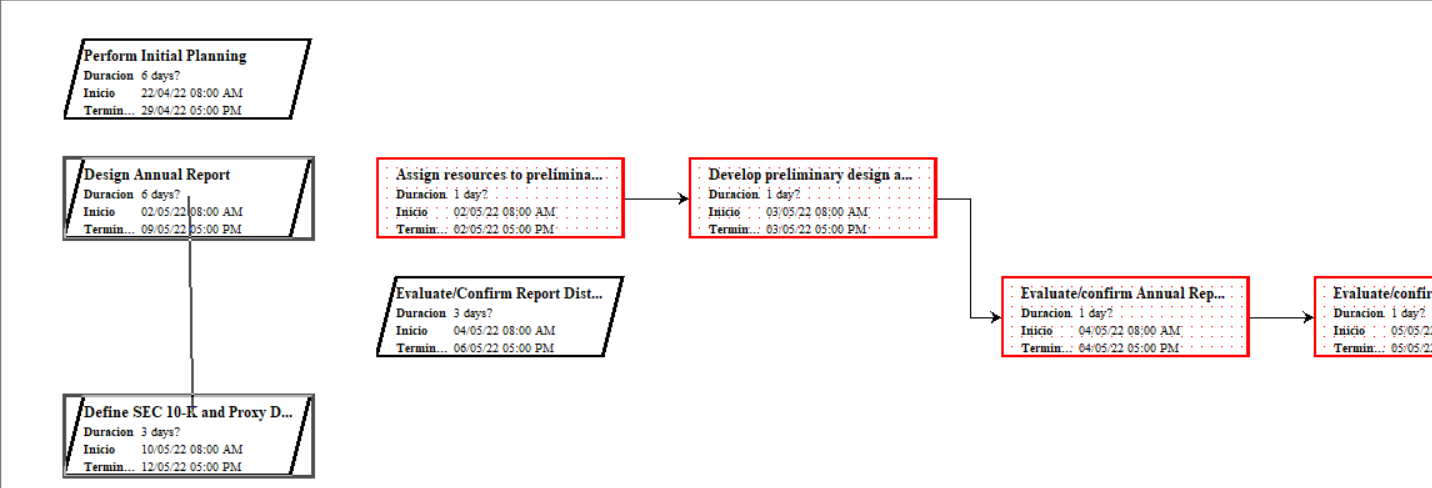 Perform Initial Planning
Duracion 6 days?
Inicio 22/04/22 08:00 AM
Termin... 29/04/22 05:00 PM
Design Annual Report
Duracion 6 days?
Inicio 02/05/22 08:00 AM
Termin... 09/05/22 05:00 PM
Assign resources to prelimina...
Duracion 1 day?
Inicio 02/05/22 08:00 AM
Termin... 02/05/22 05:00 PM
Develop preliminary design a...
Duracion 1 day?
Inicio 03/05/22 08:00 AM
Termin... 03/05/22 05:00 PM
Evaluate/Confirm Report Dist...
Duracion 3 days?
Inicio 04/05/22 08:00 AM
Termin... 06/05/22 05:00 PM
Evaluate/confirm Annual Rep...
Duracion 1 day?
Inicio 04/05/22 08:00 AM
Termin... 04/05/22 05:00 PM
Evaluate/confir
Duracion 1 day?
Inicio 05/05/22
Termin... 05/05/22
Define SEC 10-K and Proxy D...
Duracion 3 days?
Inicio 10/05/22 08:00 AM
Termin... 12/05/22 05:00 PM